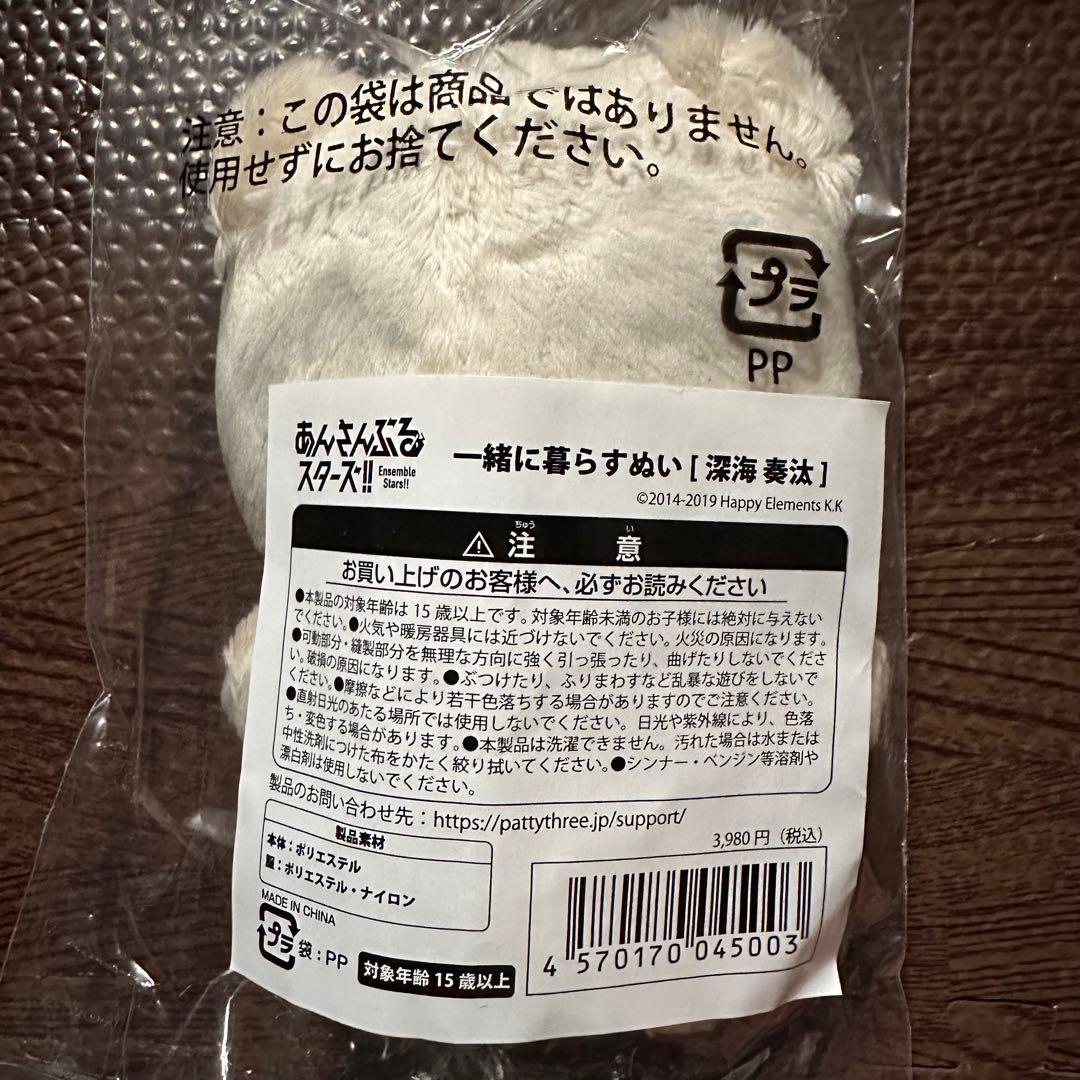 注意：この袋は商品ではありません。
使用せずにお捨てください。
プラ
PP
あんさんぶる
スターズ!!
Ensemble
Stars!!
一緒に暮らすぬい [ 深海 奏汰 ]
©2014-2019 Happy Elements K.K
ちゅう い
⚠ 注 意
お買い上げのお客様へ、必ずお読みください
●本製品の対象年齢は 15 歳以上です。対象年齢未満のお子様には絶対に与えない
でください。●火気や暖房器具には近づけないでください。火災の原因になります。
●可動部分・縫製部分を無理な方向に強く引っ張ったり、曲げたりしないでくださ
い。破損の原因になります。●ぶつけたり、ふりまわすなど乱暴な遊びをしないで
ください。●摩擦などにより若干色落ちする場合がありますのでご注意ください。
●直射日光のあたる場所では使用しないでください。日光や紫外線により、色落
ち・変色する場合があります。●本製品は洗濯できません。汚れた場合は水または
中性洗剤につけた布をかたく絞り拭いてください。●シンナー・ベンジン等溶剤や
漂白剤は使用しないでください。
製品のお問い合わせ先：https://pattythree.jp/support/
製品素材
本体：ポリエステル
服：ポリエステル・ナイロン
3,980 円（税込）
MADE IN CHINA
プラ 袋：PP
対象年齢 15 歳以上
4 570170 045003